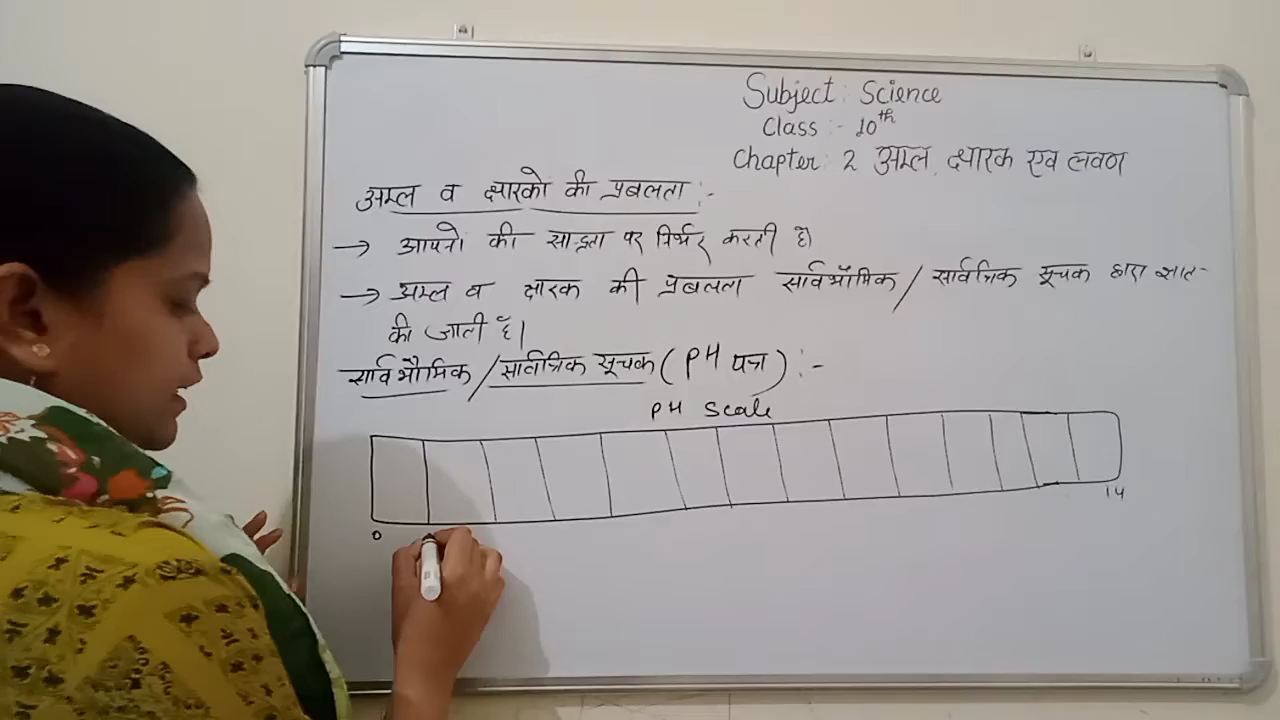 Subject: Science
Class :- 10th
Chapter: 2 अम्ल, क्षारक एवं लवण
अम्ल व क्षारको की प्रबलता :-
→ आयनो की सान्द्रता पर निर्भर करती है।
→ अम्ल व क्षारक की प्रबलता सार्वभौमिक / सार्वत्रिक सूचक द्वारा ज्ञात-
की जाती है।
सार्वभौमिक / सार्वत्रिक सूचक (PH पत्र) :-
PH Scale
0 14